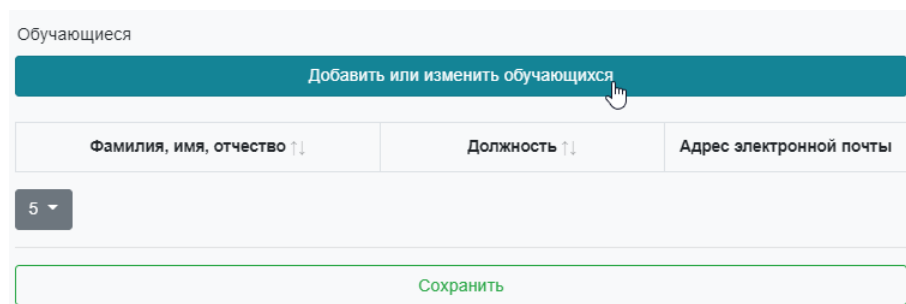 Обучающиеся
Добавить или изменить обучающихся
Фамилия, имя, отчество ↑↓ Должность ↑↓ Адрес электронной почты
5
Сохранить